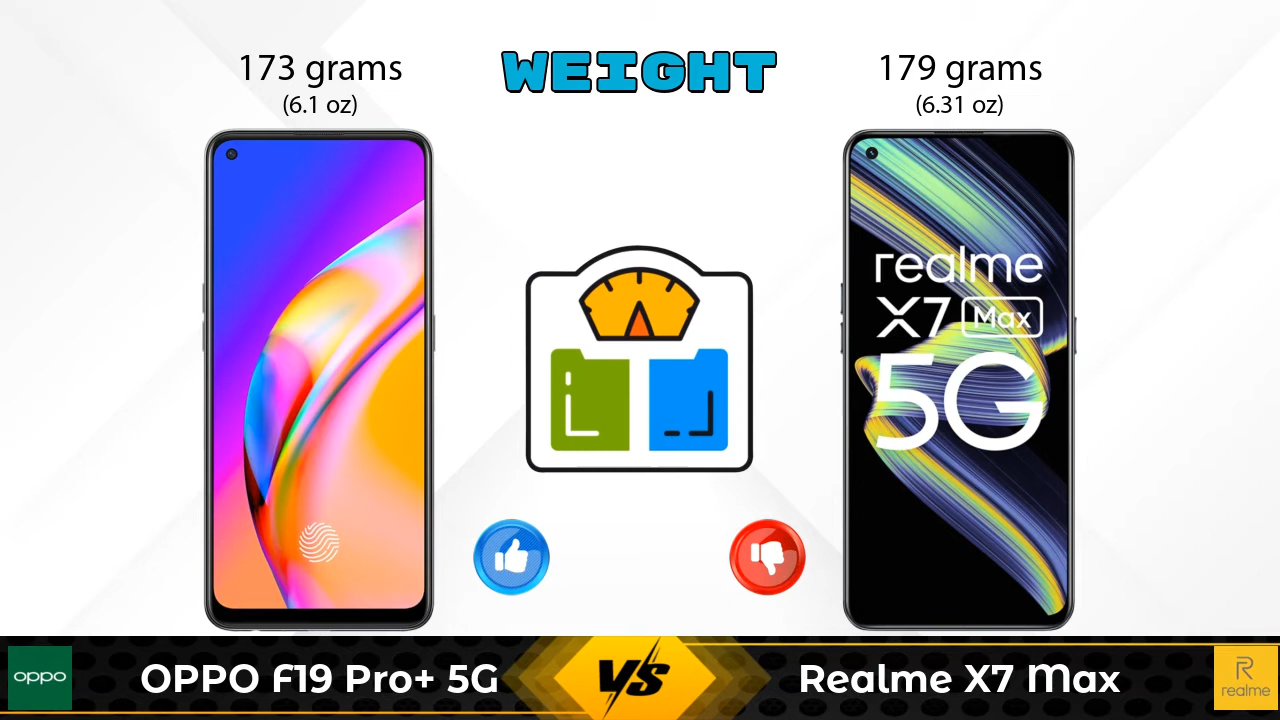 WEIGHT
173 grams
(6.1 oz)
179 grams
(6.31 oz)
realme
X7 Max
5G
oppo
OPPO F19 Pro+ 5G
VS
Realme X7 Max
R
realme